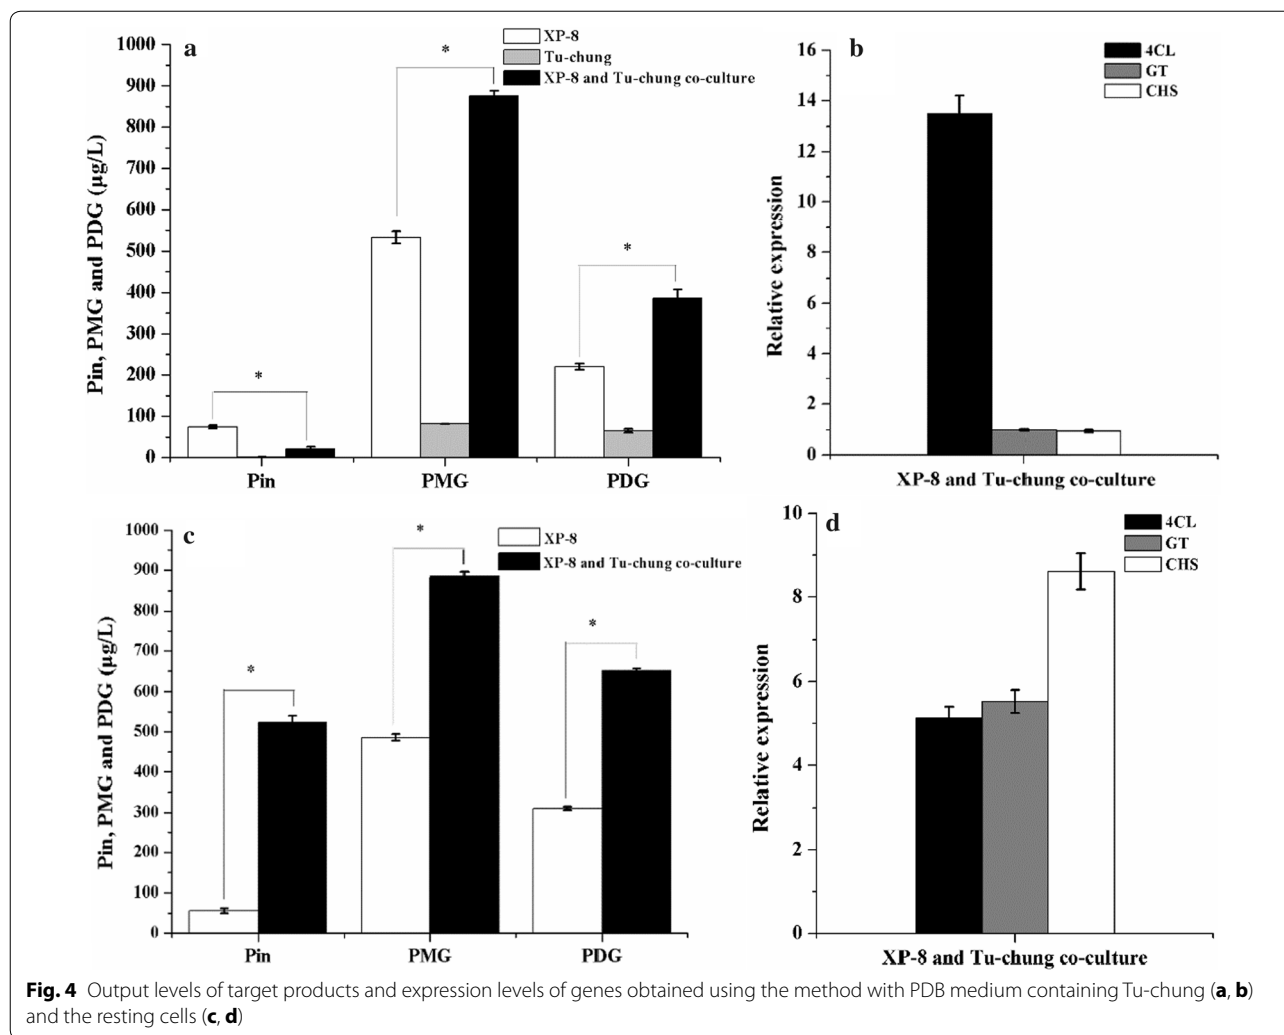 a
XP-8
Tu-chung
XP-8 and Tu-chung co-culture
Pin, PMG and PDG (µg/L)
1000
900
800
700
600
500
400
300
200
100
0
*
*
*
Pin
PMG
PDG
b
4CL
GT
CHS
Relative expression
16
14
12
10
8
6
4
2
0
XP-8 and Tu-chung co-culture
c
XP-8
XP-8 and Tu-chung co-culture
Pin, PMG and PDG (µg/L)
1000
900
800
700
600
500
400
300
200
100
0
*
*
*
Pin
PMG
PDG
d
4CL
GT
CHS
Relative expression
10
8
6
4
2
0
XP-8 and Tu-chung co-culture
Fig. 4 Output levels of target products and expression levels of genes obtained using the method with PDB medium containing Tu-chung (a, b)
and the resting cells (c, d)